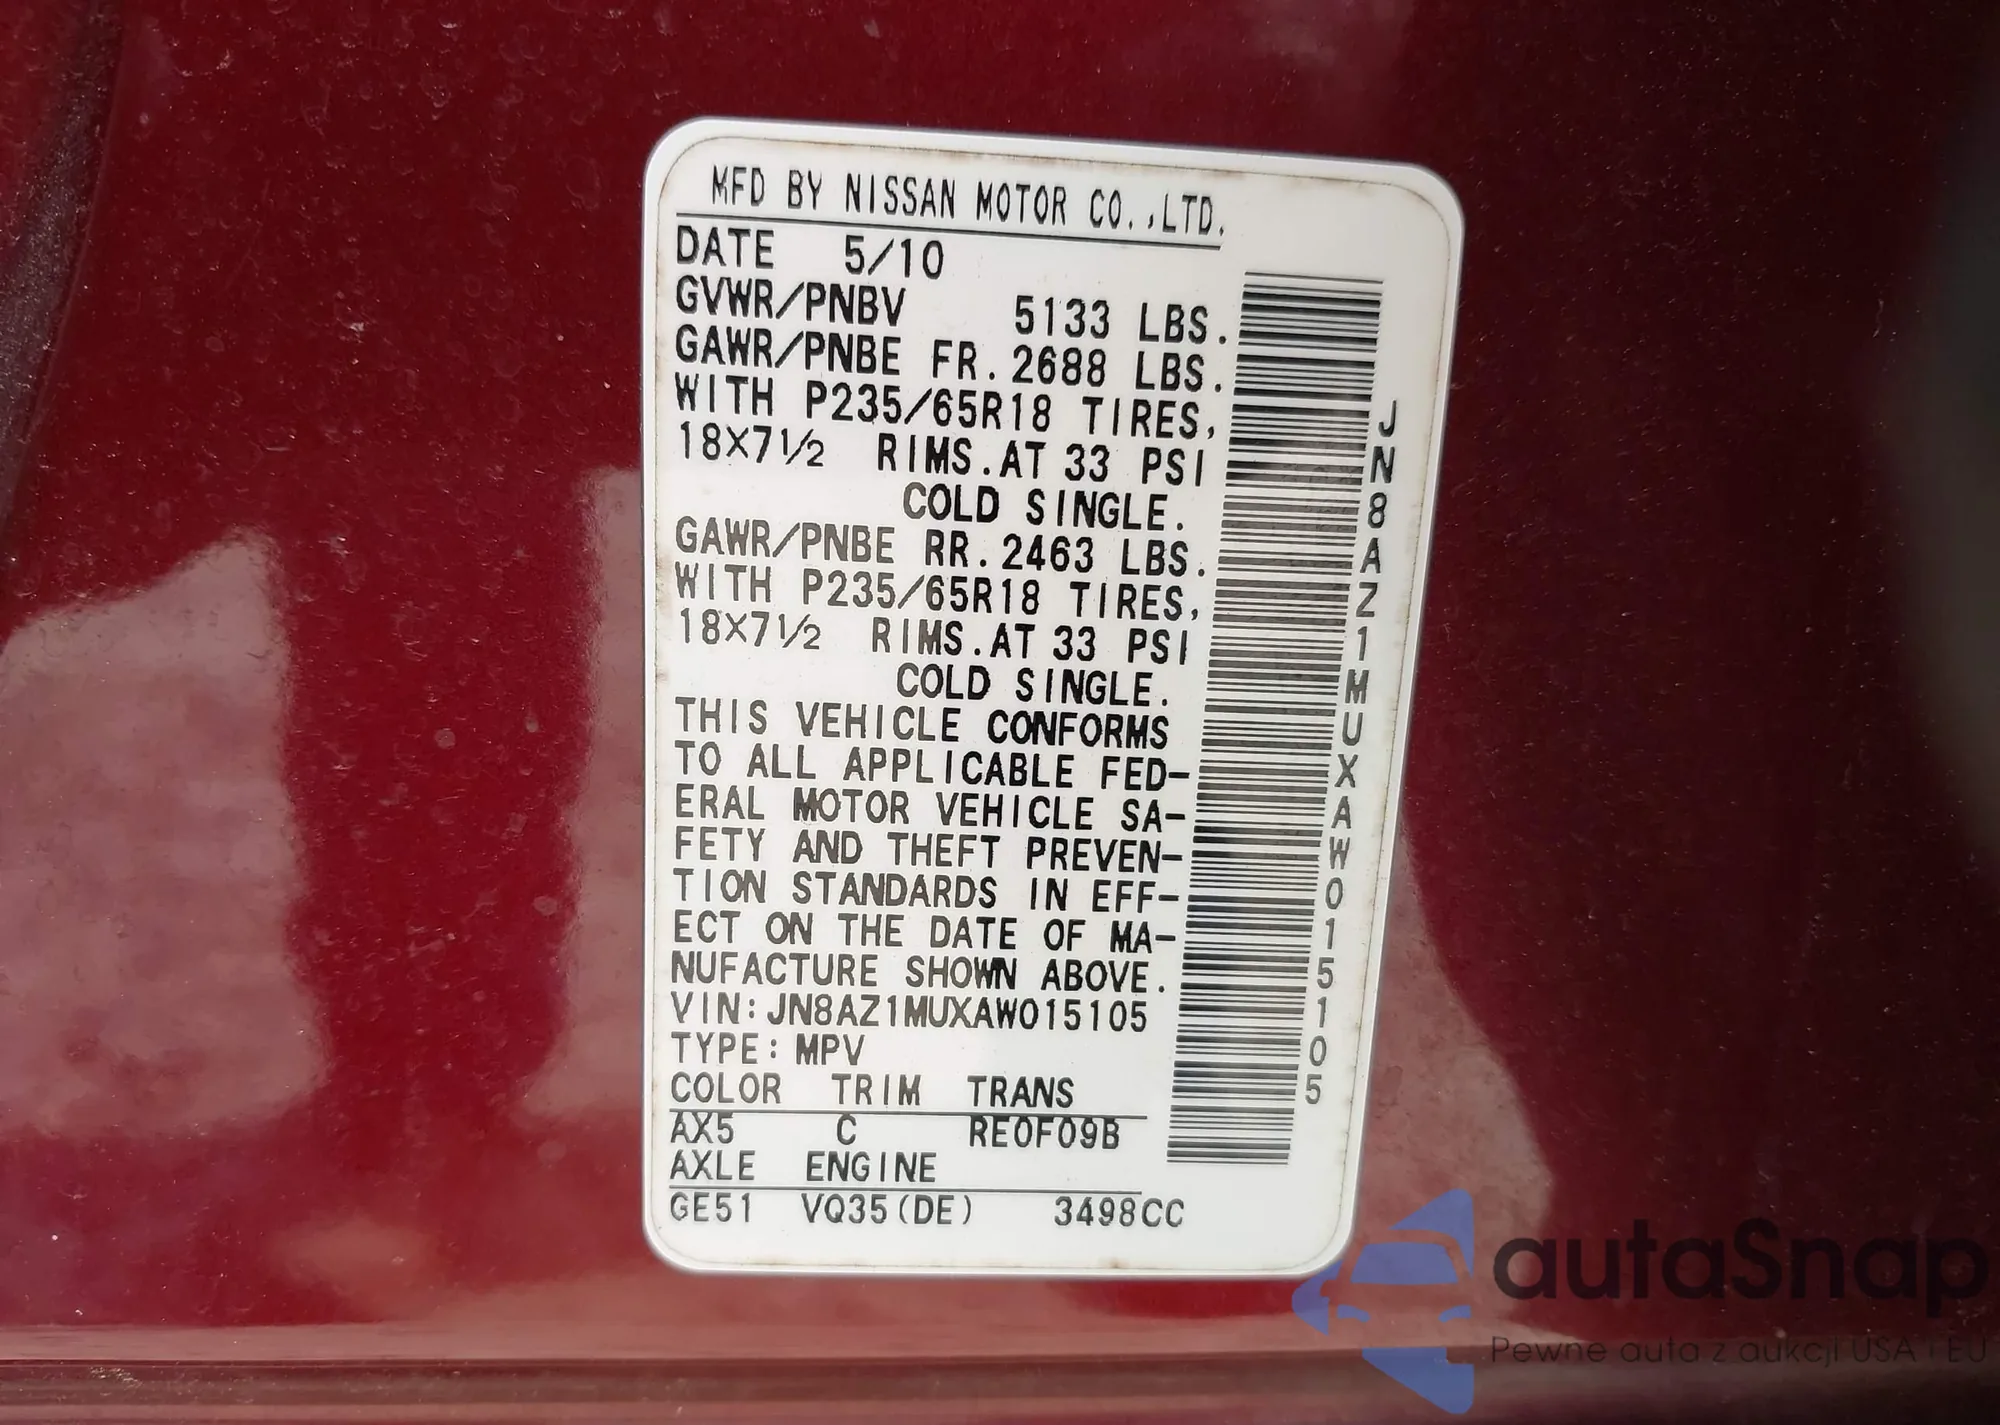 MFD BY NISSAN MOTOR CO.,LTD.
DATE 5/10
GVWR/PNBV 5133 LBS.
GAWR/PNBE FR.2688 LBS.
WITH P235/65R18 TIRES,
18X7½ RIMS.AT 33 PSI
COLD SINGLE.
GAWR/PNBE RR.2463 LBS.
WITH P235/65R18 TIRES,
18X7½ RIMS.AT 33 PSI
COLD SINGLE.
THIS VEHICLE CONFORMS
TO ALL APPLICABLE FED-
ERAL MOTOR VEHICLE SA-
FETY AND THEFT PREVEN-
TION STANDARDS IN EFF-
ECT ON THE DATE OF MA-
NUFACTURE SHOWN ABOVE.
VIN:JN8AZ1MUXAW015105
TYPE:MPV
COLOR TRIM TRANS
AX5 C RE0F09B
AXLE ENGINE
GE51 VQ35(DE) 3498CC
JN8AZ1MUXAW015105
autaSnap
Pewne auta z aukcji USA i EU